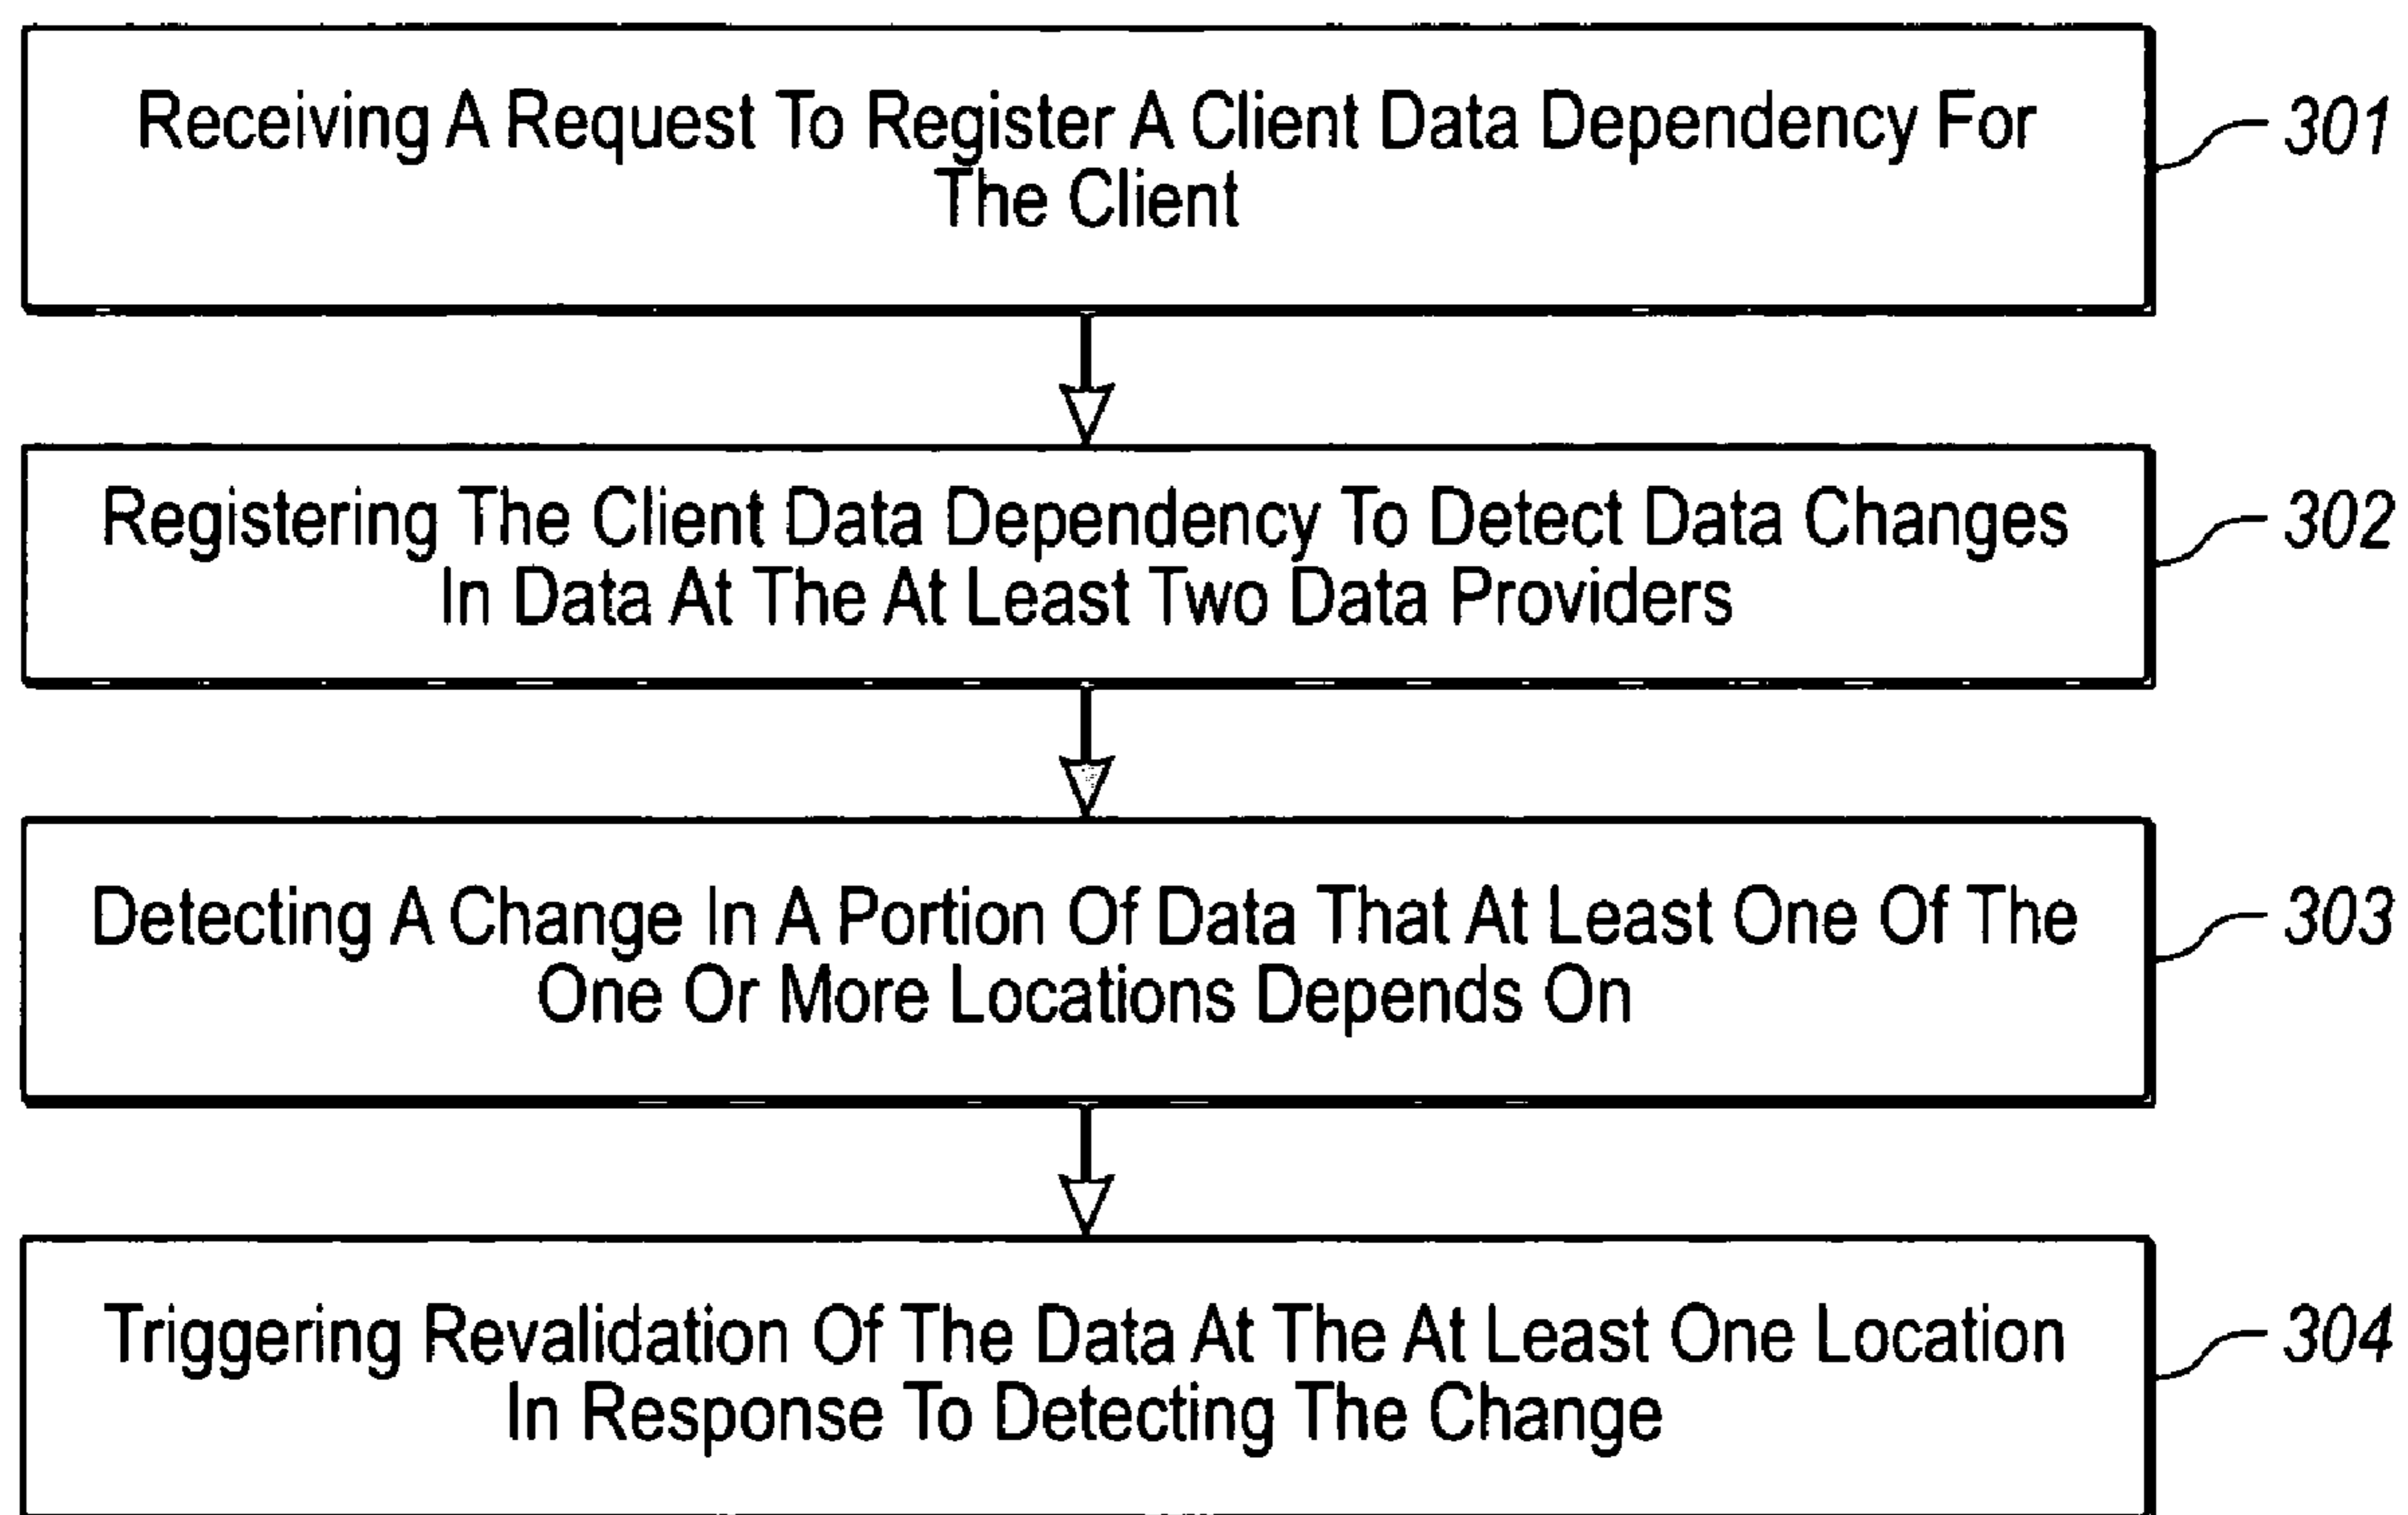 Receiving A Request To Register A Client Data Dependency For
The Client
301
Registering The Client Data Dependency To Detect Data Changes
In Data At The At Least Two Data Providers
302
Detecting A Change In A Portion Of Data That At Least One Of The
One Or More Locations Depends On
303
Triggering Revalidation Of The Data At The At Least One Location
In Response To Detecting The Change
304